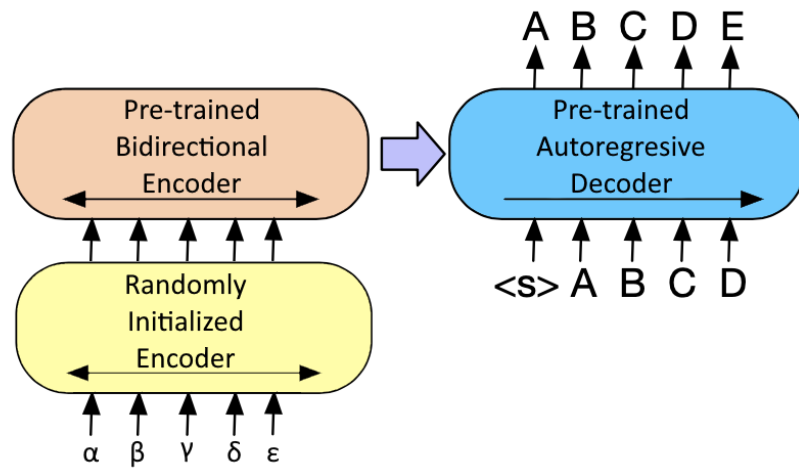 A B C D E
Pre-trained
Bidirectional
Encoder
Pre-trained
Autoregresive
Decoder
<s> A B C D
Randomly
Initialized
Encoder
α β γ δ ε